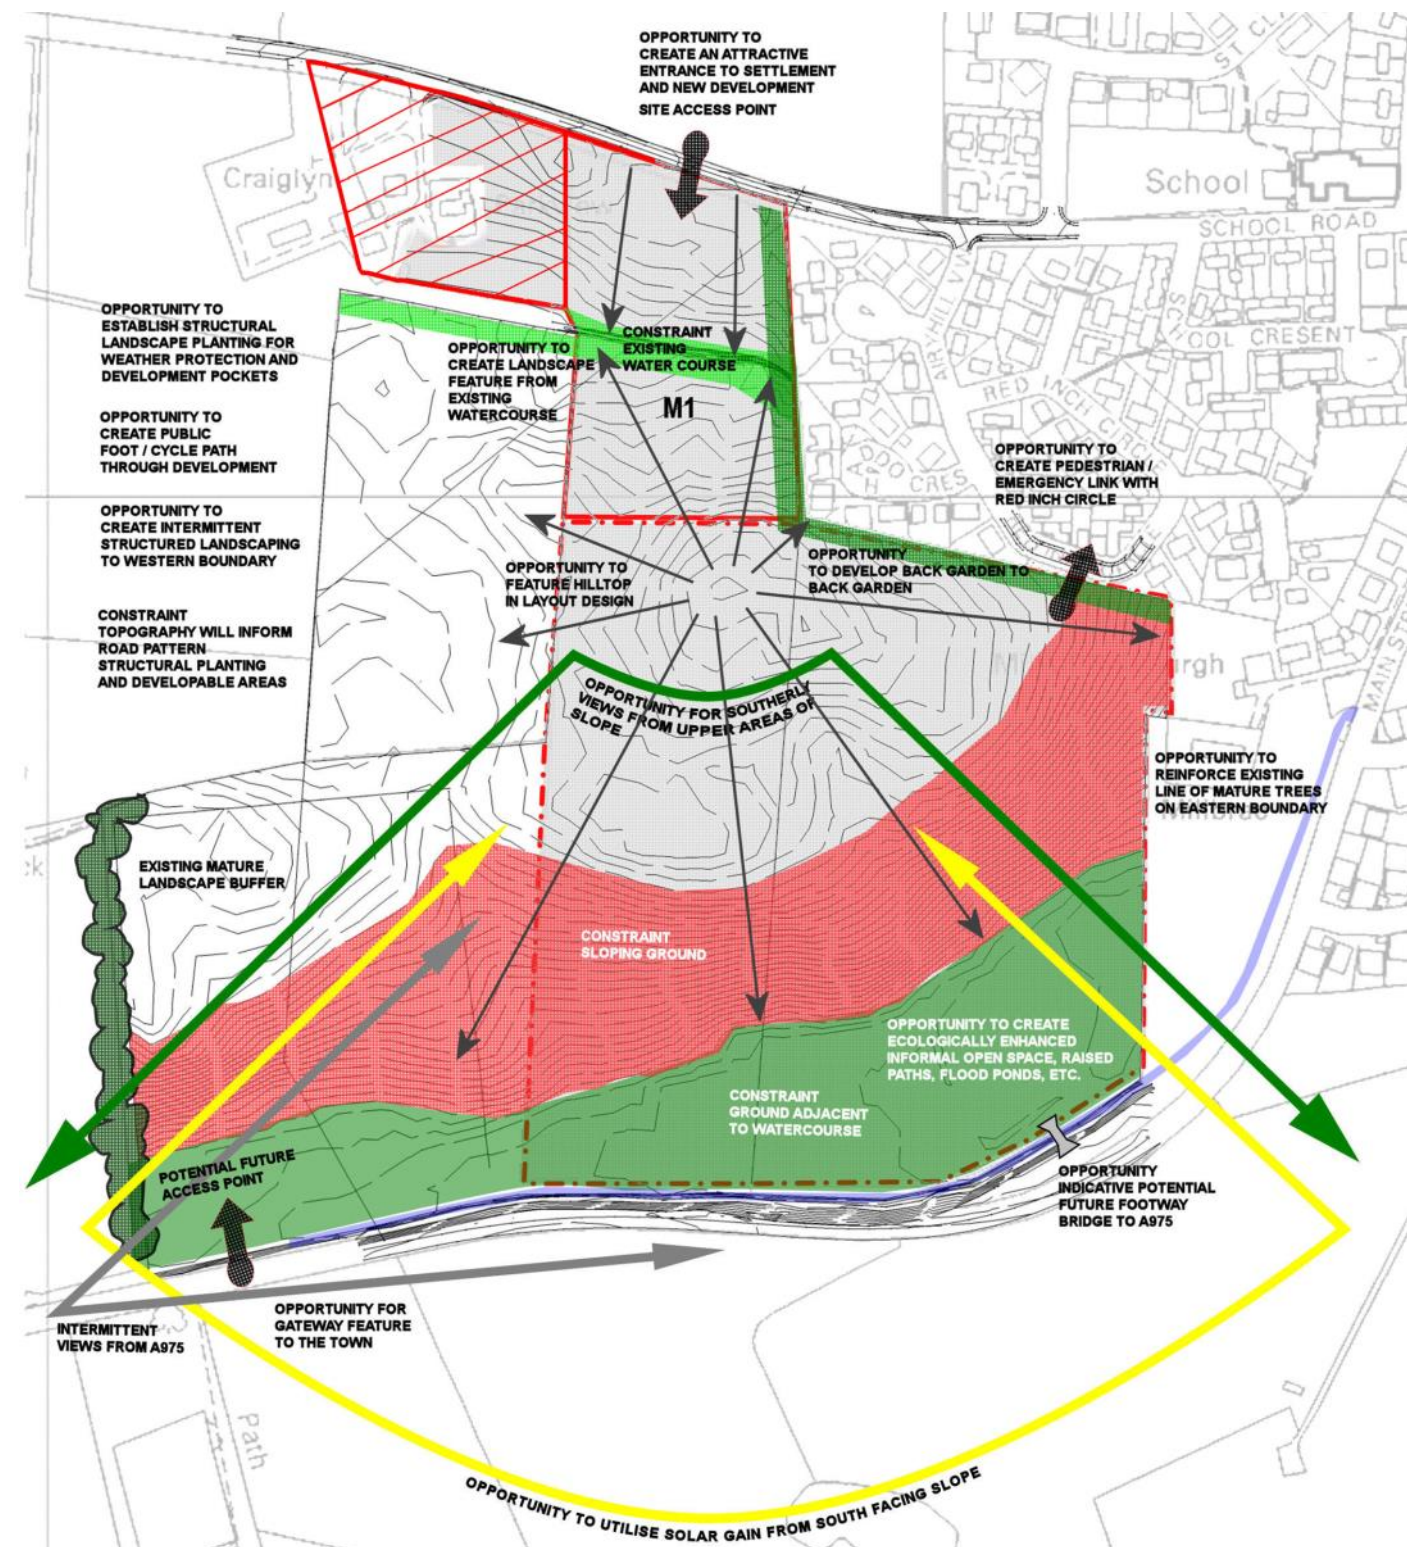 OPPORTUNITY TO
CREATE AN ATTRACTIVE
ENTRANCE TO SETTLEMENT
AND NEW DEVELOPMENT
SITE ACCESS POINT
Craiglyn
School
SCHOOL ROAD
OPPORTUNITY TO
ESTABLISH STRUCTURAL
LANDSCAPE PLANTING FOR
WEATHER PROTECTION AND
DEVELOPMENT POCKETS
OPPORTUNITY TO
CREATE LANDSCAPE
FEATURE FROM
EXISTING
WATERCOURSE
CONSTRAINT
EXISTING
WATER COURSE
M1
OOL CRESENT
RED INCH CIRCLE
OPPORTUNITY TO
CREATE PUBLIC
FOOT / CYCLE PATH
THROUGH DEVELOPMENT
OPPORTUNITY TO
CREATE PEDESTRIAN /
EMERGENCY LINK WITH
RED INCH CIRCLE
CRES
OPPORTUNITY TO
CREATE INTERMITTENT
STRUCTURED LANDSCAPING
TO WESTERN BOUNDARY
OPPORTUNITY TO
FEATURE HILLTOP
IN LAYOUT DESIGN
OPPORTUNITY
TO DEVELOP BACK GARDEN TO
BACK GARDEN
CONSTRAINT
TOPOGRAPHY WILL INFORM
ROAD PATTERN
STRUCTURAL PLANTING
AND DEVELOPABLE AREAS
urgh
MAIN ST
OPPORTUNITY FOR SOUTHERLY
VIEWS FROM UPPER AREAS OF
SLOPE
OPPORTUNITY TO
REINFORCE EXISTING
LINE OF MATURE TREES
ON EASTERN BOUNDARY
EXISTING MATURE
LANDSCAPE BUFFER
CONSTRAINT
SLOPING GROUND
OPPORTUNITY TO CREATE
ECOLOGICALLY ENHANCED
INFORMAL OPEN SPACE, RAISED
PATHS, FLOOD PONDS, ETC.
CONSTRAINT
GROUND ADJACENT
TO WATERCOURSE
POTENTIAL FUTURE
ACCESS POINT
OPPORTUNITY
INDICATIVE POTENTIAL
FUTURE FOOTWAY
BRIDGE TO A975
INTERMITTENT
VIEWS FROM A975
OPPORTUNITY FOR
GATEWAY FEATURE
TO THE TOWN
Path
OPPORTUNITY TO UTILISE SOLAR GAIN FROM SOUTH FACING SLOPE